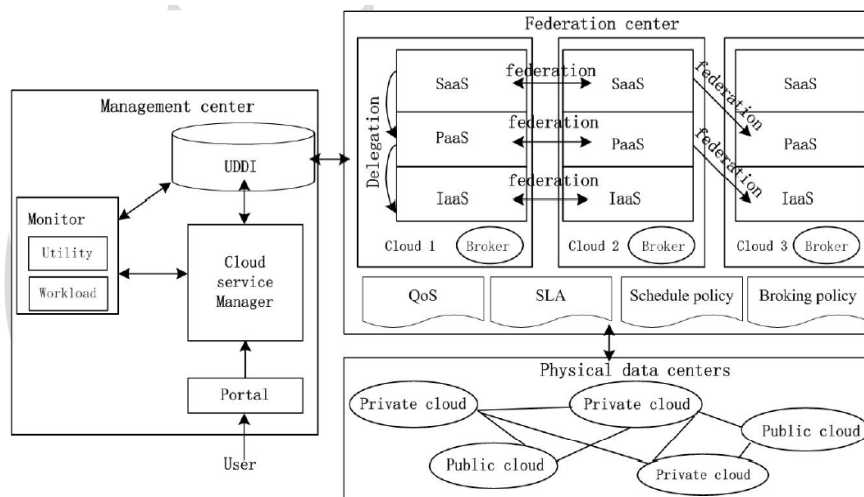 Federation center
SaaS
federation
SaaS
federation
SaaS
Delegation
PaaS
federation
PaaS
federation
PaaS
IaaS
federation
IaaS
IaaS
Cloud 1
Broker
Cloud 2
Broker
Cloud 3
Broker
QoS
SLA
Schedule policy
Broking policy
Management center
UDDI
Monitor
Utility
Workload
Cloud
service
Manager
Portal
User
Physical data centers
Private cloud
Private cloud
Public cloud
Public cloud
Private cloud